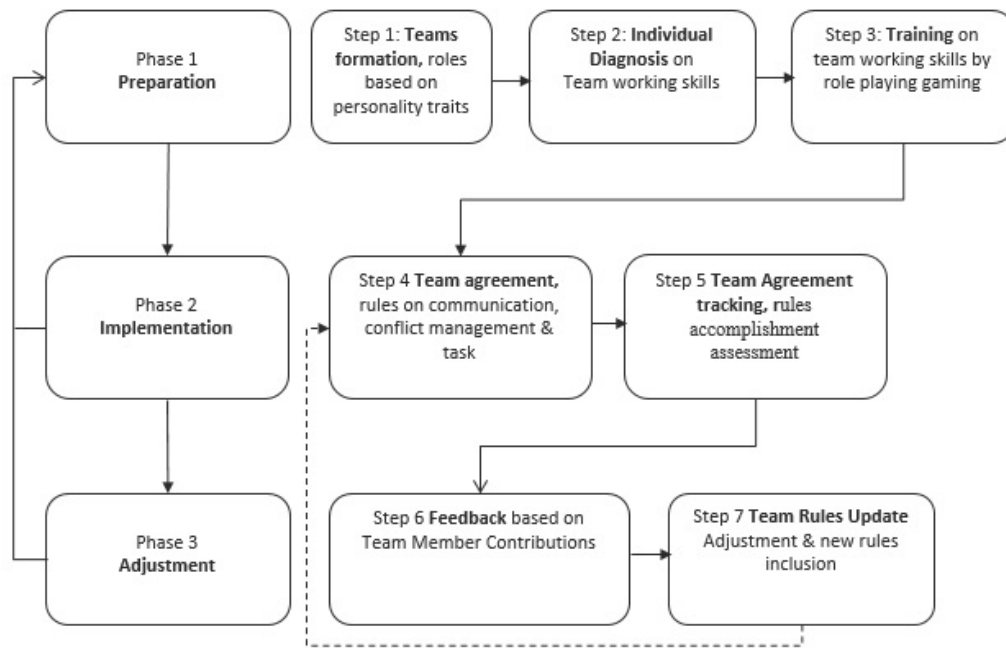 Phase 1
Preparation
Step 1: Teams
formation, roles
based on
personality traits
Step 2: Individual
Diagnosis on
Team working skills
Step 3: Training on
team working skills by
role playing gaming
Phase 2
Implementation
Step 4 Team agreement,
rules on communication,
conflict management &
task
Step 5 Team Agreement
tracking, rules
accomplishment
assessment
Phase 3
Adjustment
Step 6 Feedback based on
Team Member Contributions
Step 7 Team Rules Update
Adjustment & new rules
inclusion